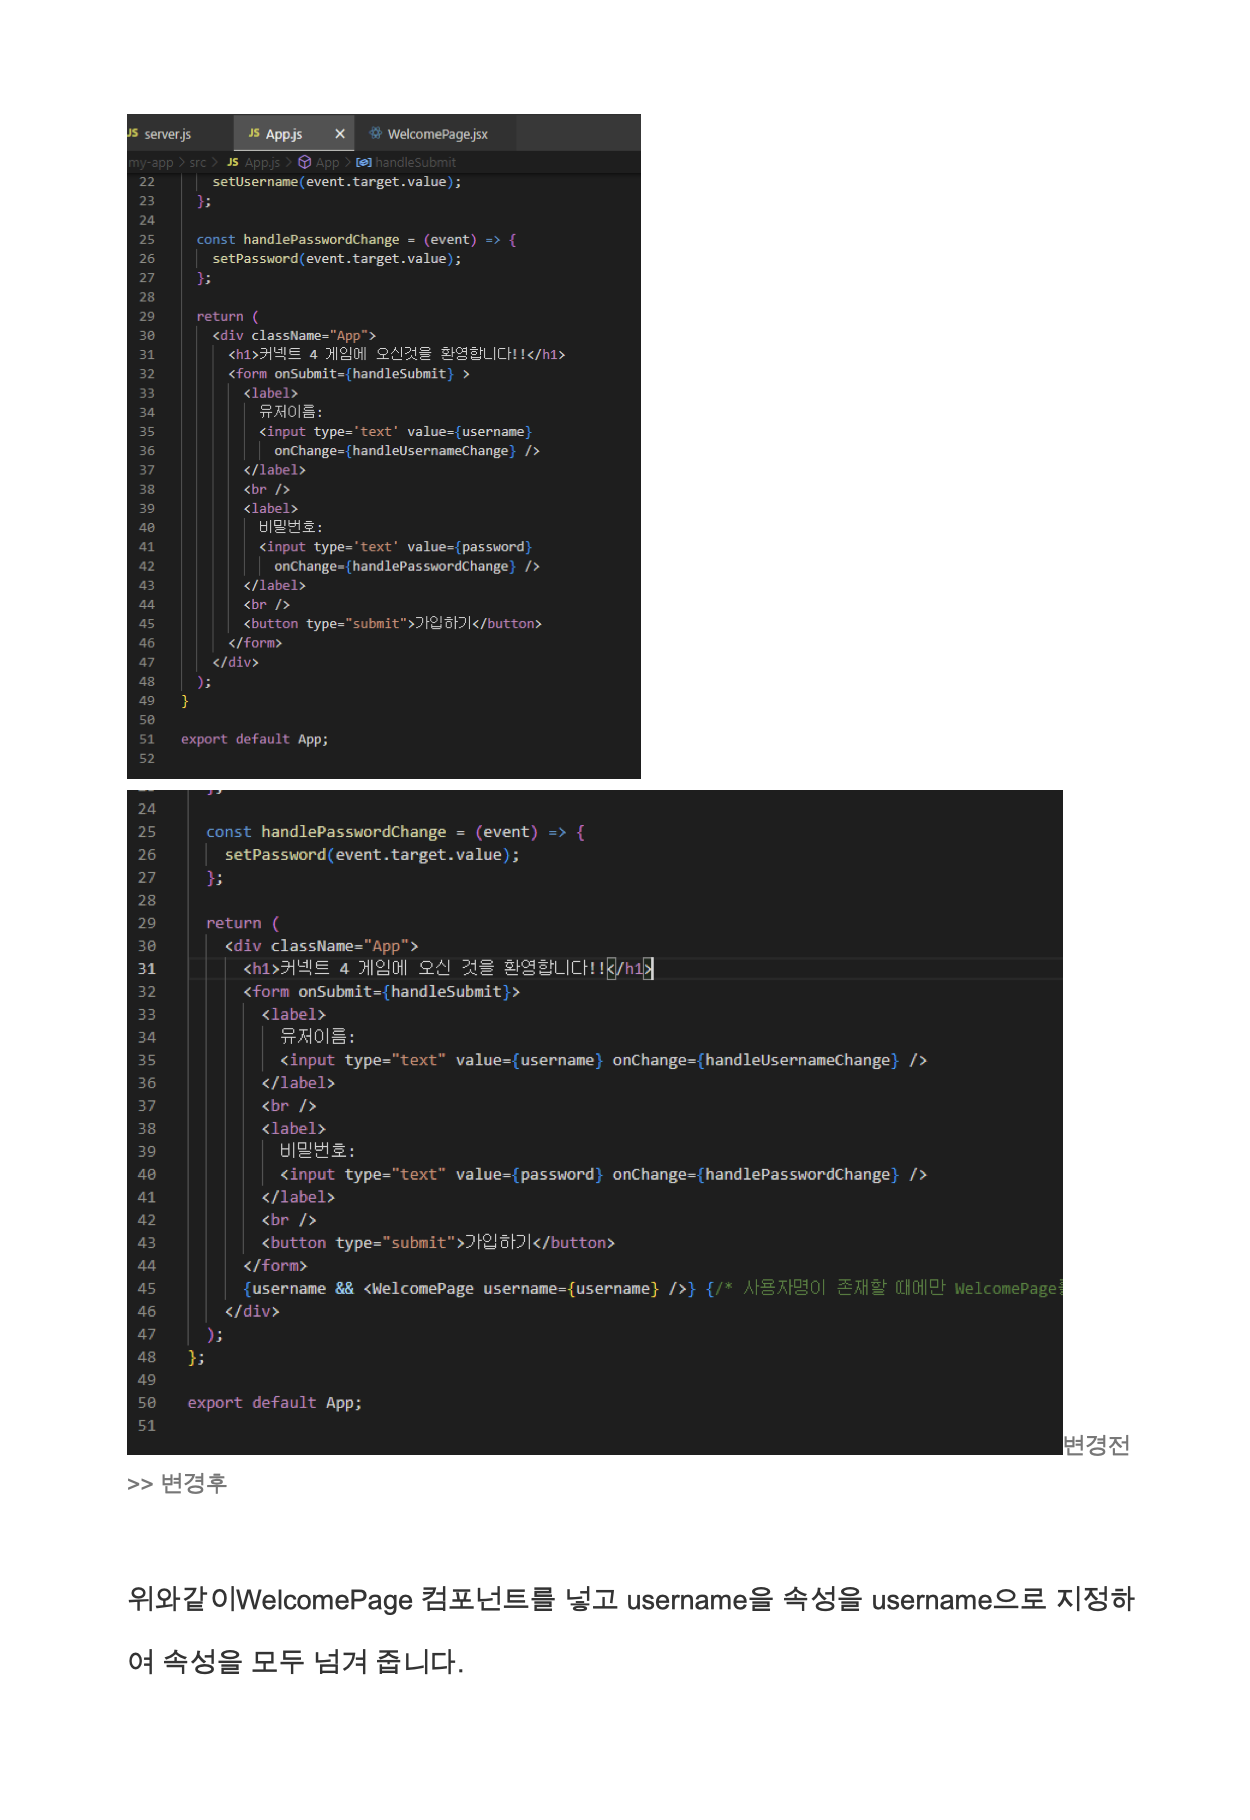 JS server.js JS App.js × WelcomePage.jsx
my-app > src > JS App.js > App > handleSubmit
22 setUsername(event.target.value);
23 };
24
25 const handlePasswordChange = (event) => {
26 setPassword(event.target.value);
27 };
28
29 return (
30 <div className="App">
31 <h1>커넥트 4 게임에 오신것을 환영합니다!!</h1>
32 <form onSubmit={handleSubmit} >
33 <label>
34 유저이름:
35 <input type='text' value={username}
36 onChange={handleUsernameChange} />
37 </label>
38 <br />
39 <label>
40 비밀번호:
41 <input type='text' value={password}
42 onChange={handlePasswordChange} />
43 </label>
44 <br />
45 <button type="submit">가입하기</button>
46 </form>
47 </div>
48 );
49 }
50
51 export default App;
52
24
25 const handlePasswordChange = (event) => {
26 setPassword(event.target.value);
27 };
28
29 return (
30 <div className="App">
31 <h1>커넥트 4 게임에 오신 것을 환영합니다!!</h1>
32 <form onSubmit={handleSubmit}>
33 <label>
34 유저이름:
35 <input type="text" value={username} onChange={handleUsernameChange} />
36 </label>
37 <br />
38 <label>
39 비밀번호:
40 <input type="text" value={password} onChange={handlePasswordChange} />
41 </label>
42 <br />
43 <button type="submit">가입하기</button>
44 </form>
45 {username && <WelcomePage username={username} />} {/* 사용자명이 존재할 때에만 WelcomePage
46 </div>
47 );
48 };
49
50 export default App;
51
변경전
>> 변경후
위와같이WelcomePage 컴포넌트를 넣고 username을 속성을 username으로 지정하
여 속성을 모두 넘겨 줍니다.